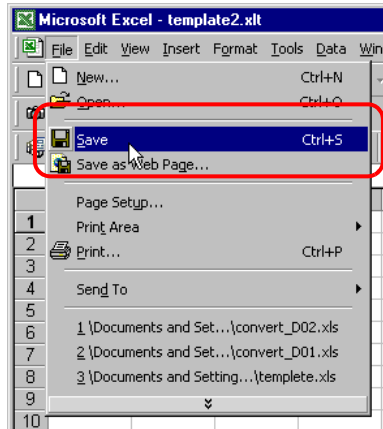 Microsoft Excel - template2.xlt
File Edit View Insert Format Tools Data Win
New... Ctrl+N
Open... Ctrl+O
Save Ctrl+S
Save as Web Page...
Page Setup...
1 Print Area
2 Print... Ctrl+P
3
4 Send To
5
6 1 \Documents and Set...\convert_D02.xls
7 2 \Documents and Set...\convert_D01.xls
8 3 \Documents and Setting...\templete.xls
9
10